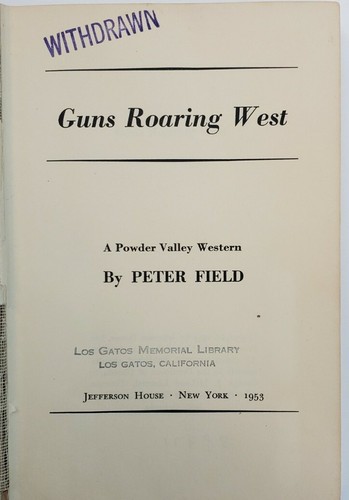 WITHDRAWN
Guns Roaring West
A Powder Valley Western
By PETER FIELD
LOS GATOS MEMORIAL LIBRARY
LOS GATOS, CALIFORNIA
JEFFERSON HOUSE · NEW YORK · 1953